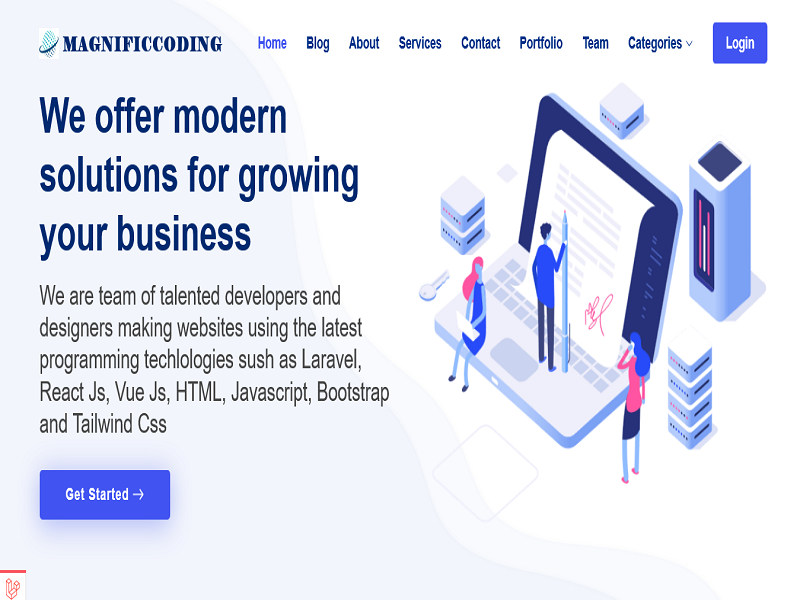 MAGNIFICCODING
Home Blog About Services Contact Portfolio Team Categories
Login
We offer modern
solutions for growing
your business
We are team of talented developers and
designers making websites using the latest
programming techlologies sush as Laravel,
React Js, Vue Js, HTML, Javascript, Bootstrap
and Tailwind Css
Get Started →